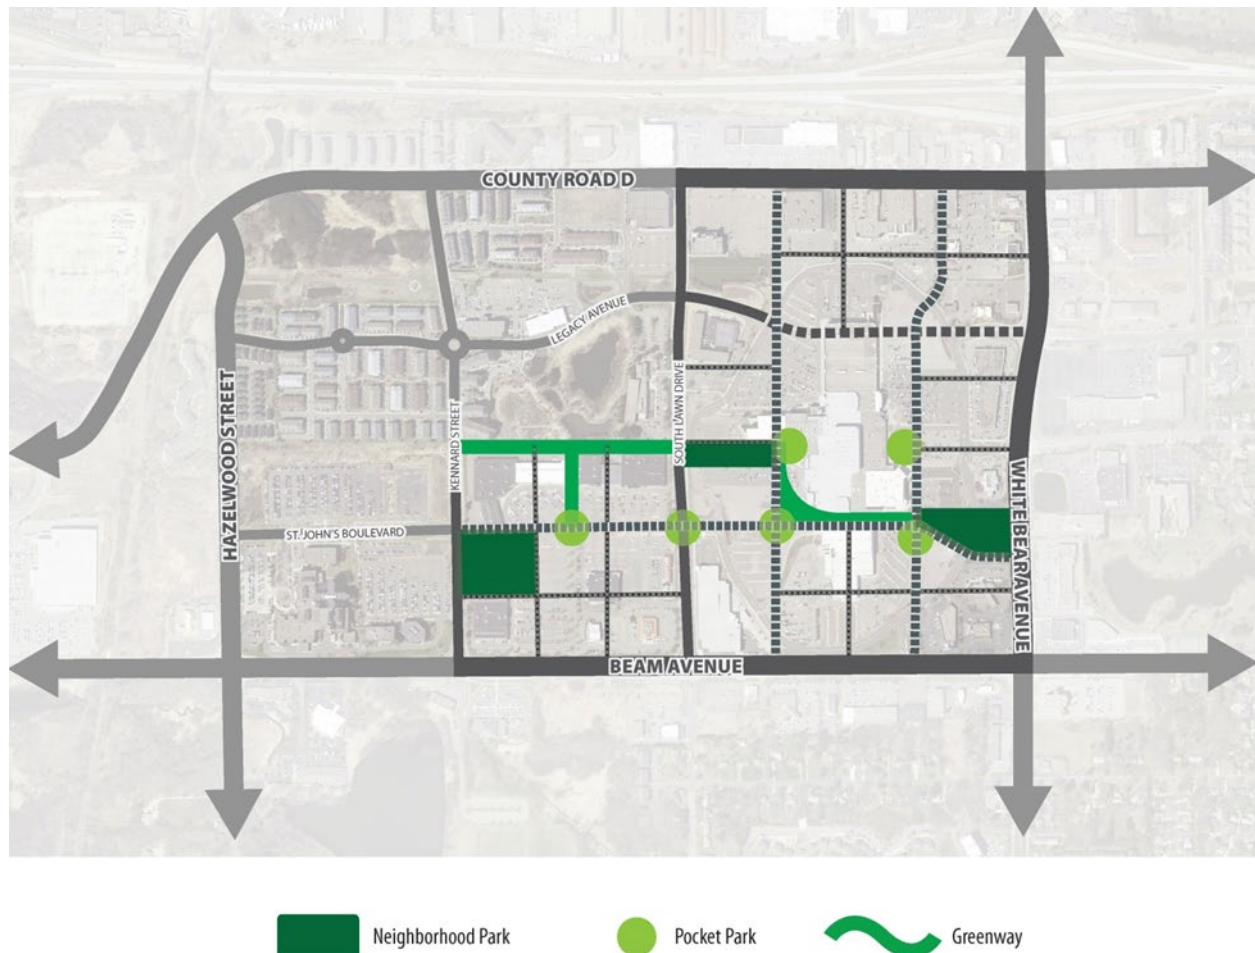 COUNTY ROAD D
LEGACY AVENUE
SOUTH LAWN DRIVE
KENNARD STREET
HAZELWOOD STREET
WHITE BEAR AVENUE
ST. JOHN'S BOULEVARD
BEAM AVENUE
Neighborhood Park
Pocket Park
Greenway